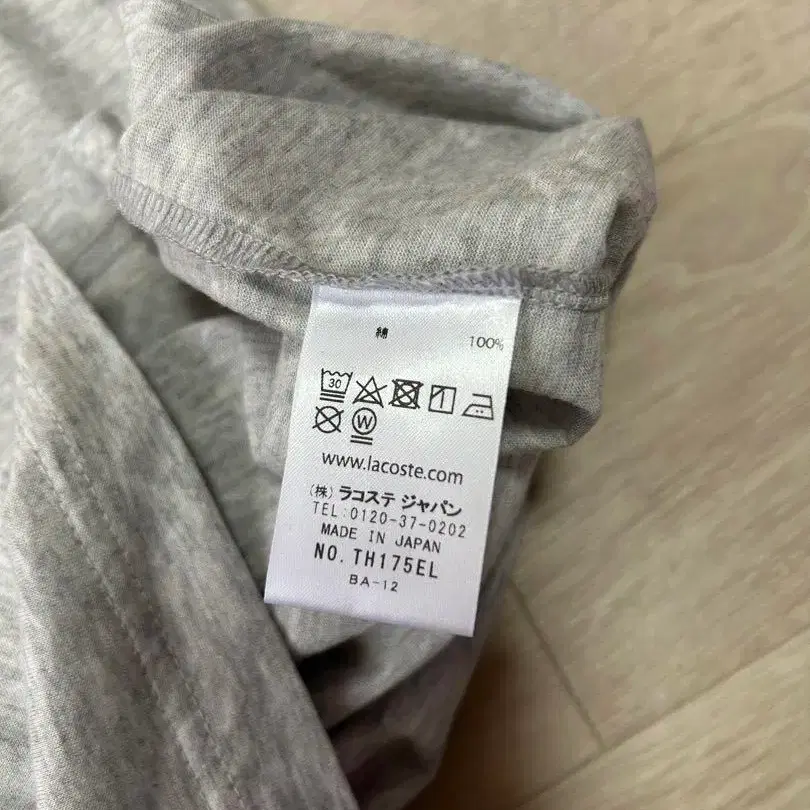 綿 100%
30
W
www.lacoste.com
(株) ラコステ ジャパン
TEL:0120-37-0202
MADE IN JAPAN
NO. TH175EL
BA-12